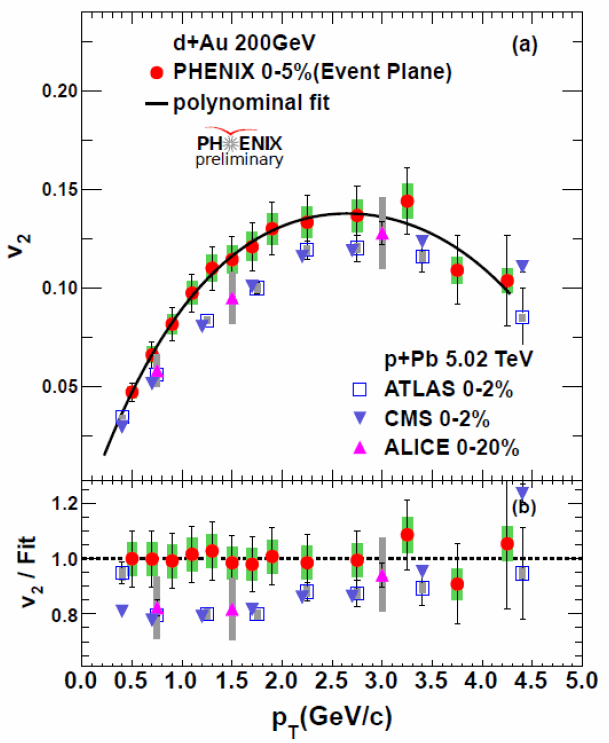 d+Au 200GeV
(a)
PHENIX 0-5%(Event Plane)
polynominal fit
PHENIX
preliminary
0.20
0.15
0.10
0.05
v2
p+Pb 5.02 TeV
ATLAS 0-2%
CMS 0-2%
ALICE 0-20%
(b)
1.2
1.0
0.8
v2 / Fit
0.0 0.5 1.0 1.5 2.0 2.5 3.0 3.5 4.0 4.5 5.0
pT(GeV/c)